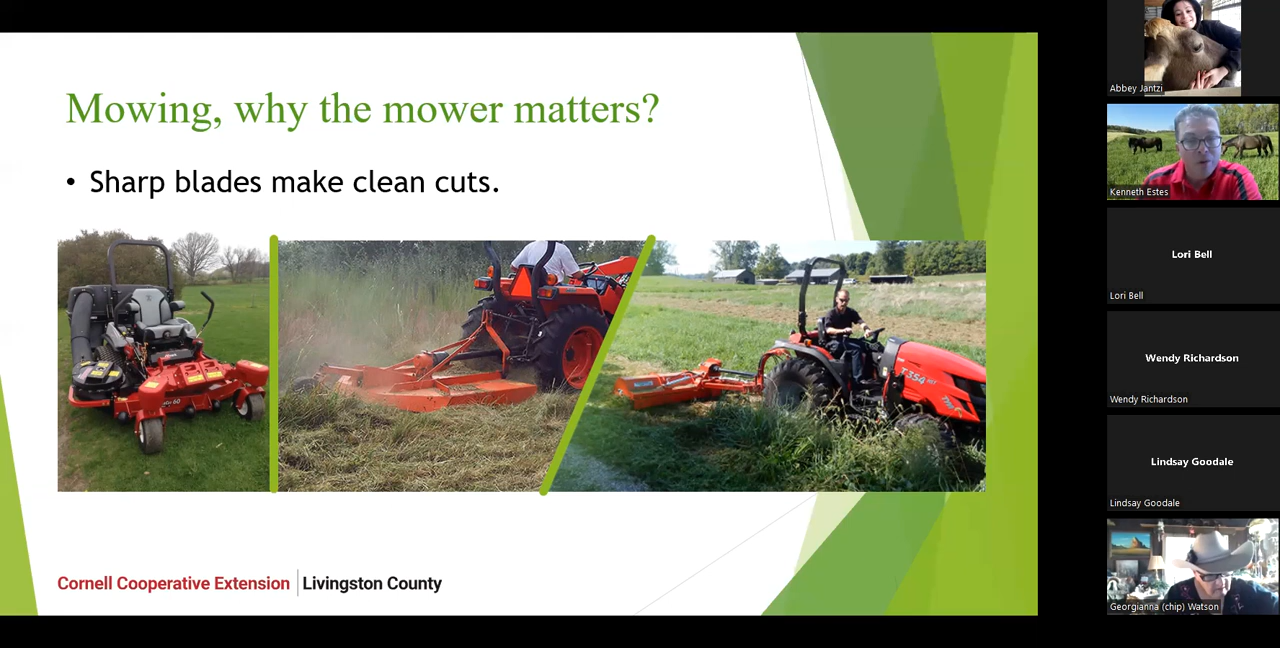 Mowing, why the mower matters?
• Sharp blades make clean cuts.
T354
Cornell Cooperative Extension | Livingston County
Abbey Jantzi
Kenneth Estes
Lori Bell
Lori Bell
Wendy Richardson
Wendy Richardson
Lindsay Goodale
Lindsay Goodale
Georgianna (chip) Watson